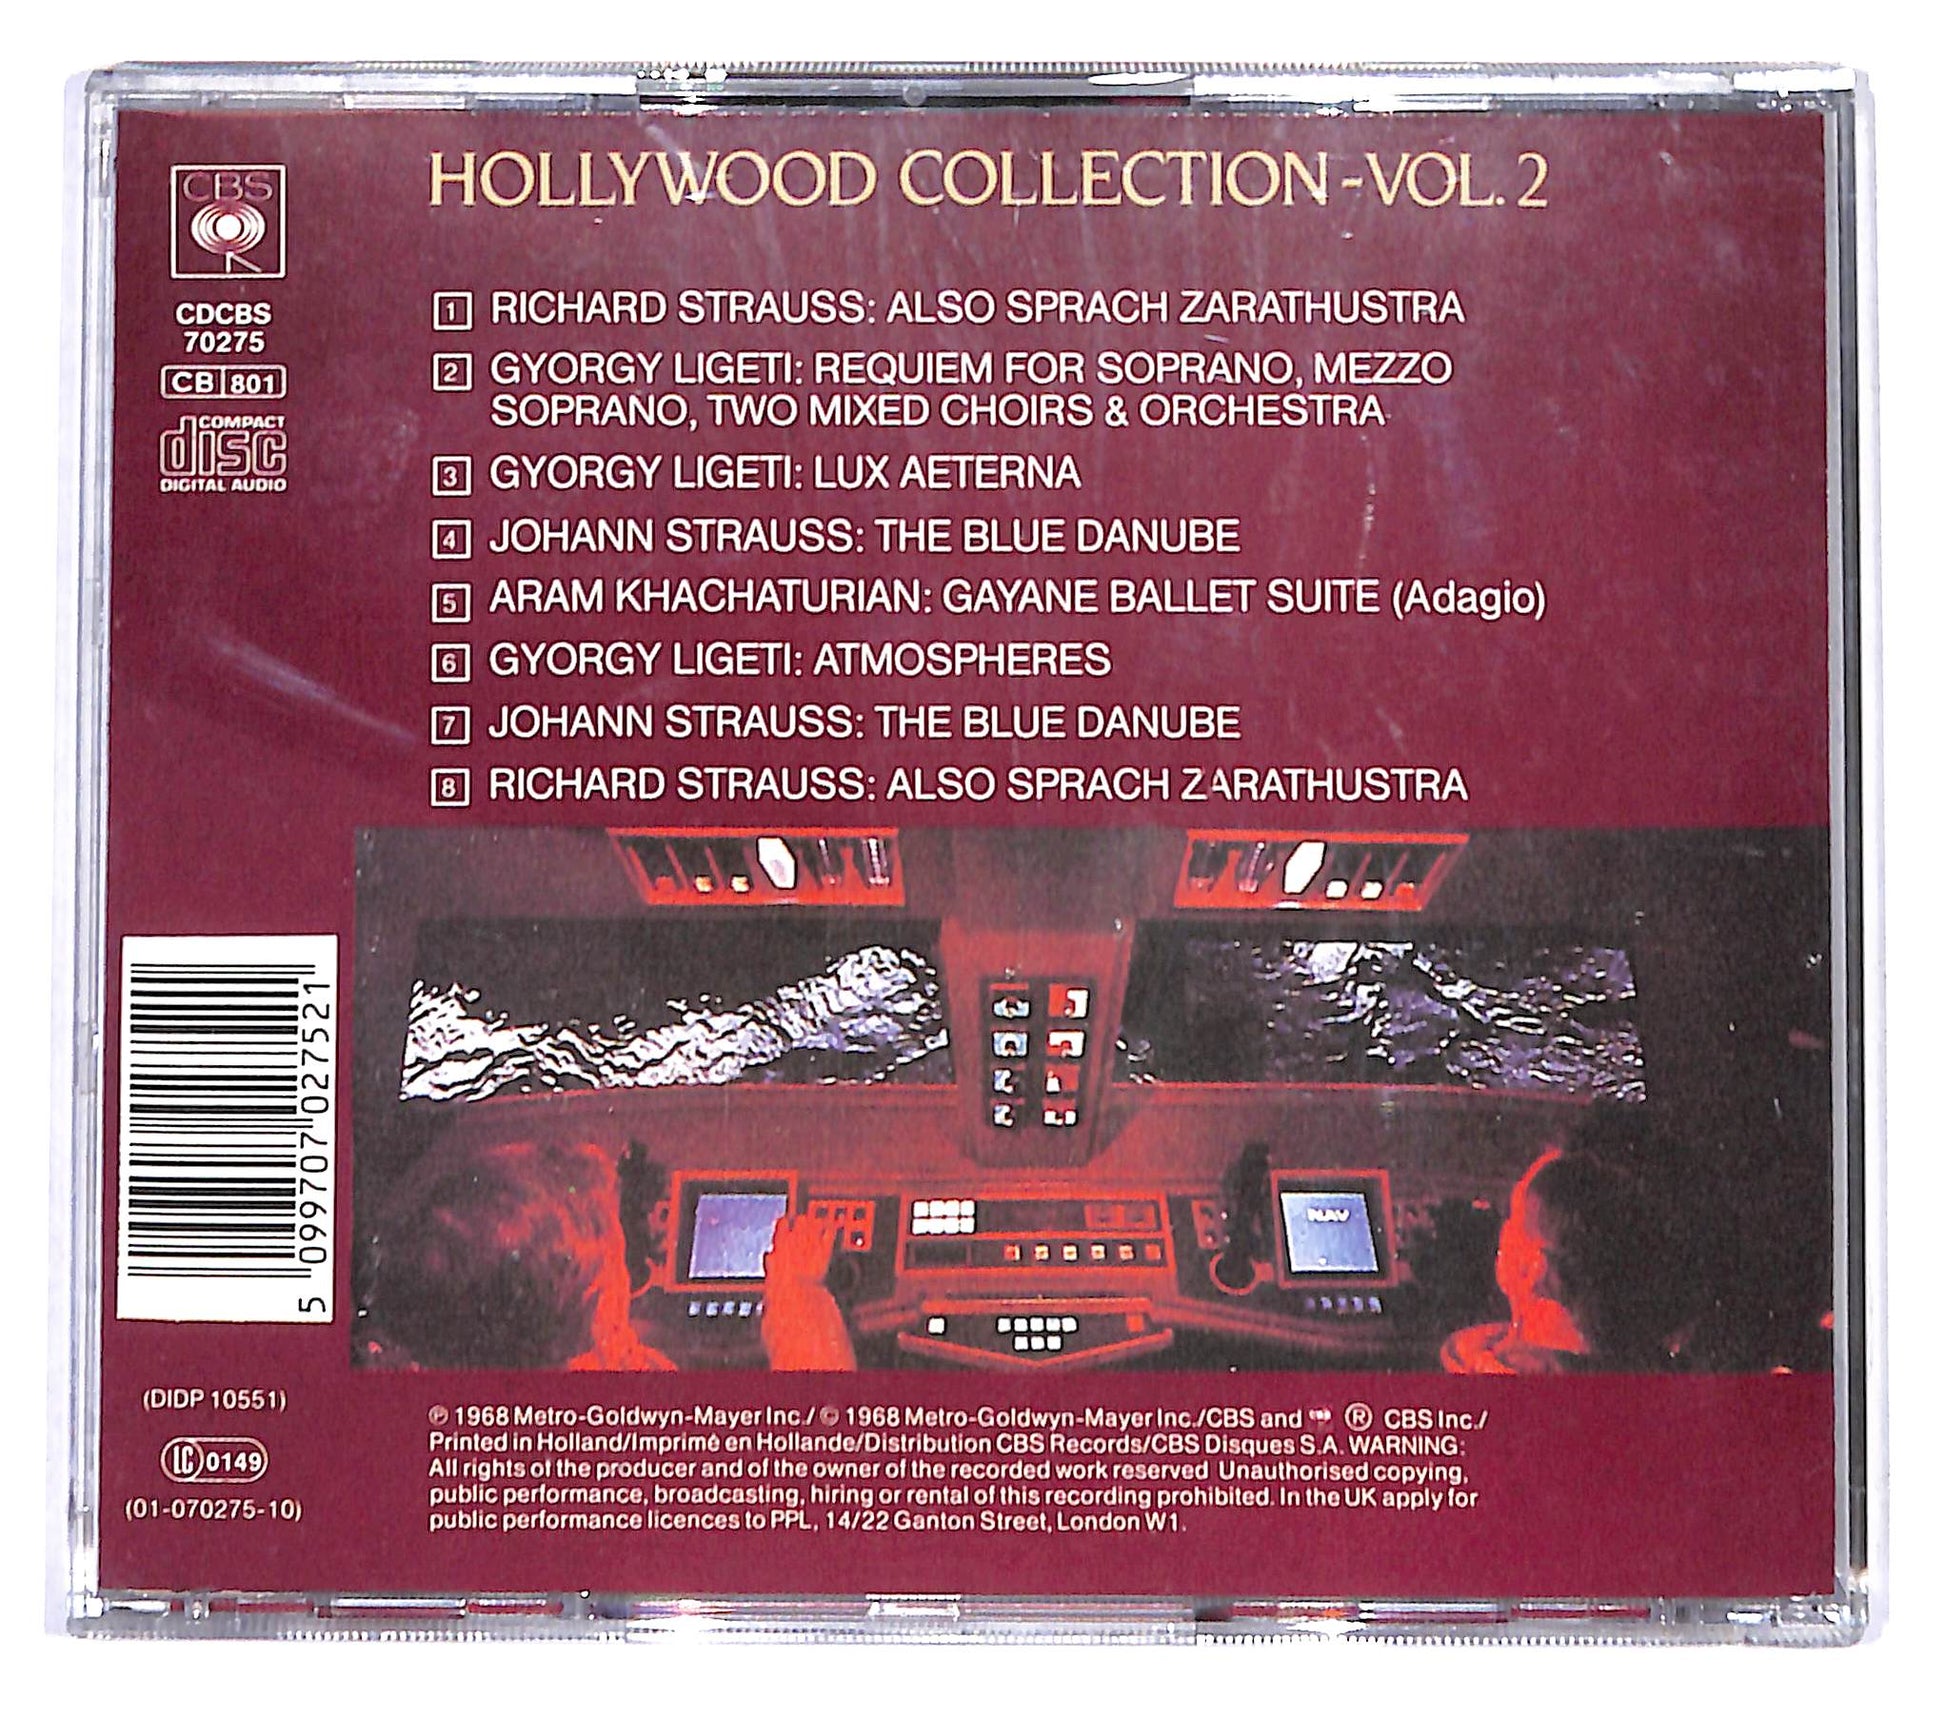 HOLLYWOOD COLLECTION - VOL. 2
CBS
CDCBS
70275
CB 801
COMPACT
disc
DIGITAL AUDIO
1 RICHARD STRAUSS: ALSO SPRACH ZARATHUSTRA
2 GYORGY LIGETI: REQUIEM FOR SOPRANO, MEZZO
SOPRANO, TWO MIXED CHOIRS & ORCHESTRA
3 GYORGY LIGETI: LUX AETERNA
4 JOHANN STRAUSS: THE BLUE DANUBE
5 ARAM KHACHATURIAN: GAYANE BALLET SUITE (Adagio)
6 GYORGY LIGETI: ATMOSPHERES
7 JOHANN STRAUSS: THE BLUE DANUBE
8 RICHARD STRAUSS: ALSO SPRACH ZARATHUSTRA
5 099707 027521
NAV
(DIDP 10551)
LC 0149
(01-070275-10)
℗ 1968 Metro-Goldwyn-Mayer Inc./ © 1968 Metro-Goldwyn-Mayer Inc./CBS and ® CBS Inc./
Printed in Holland/Imprimé en Hollande/Distribution CBS Records/CBS Disques S.A. WARNING:
All rights of the producer and of the owner of the recorded work reserved Unauthorised copying,
public performance, broadcasting, hiring or rental of this recording prohibited. In the UK apply for
public performance licences to PPL, 14/22 Ganton Street, London W1.